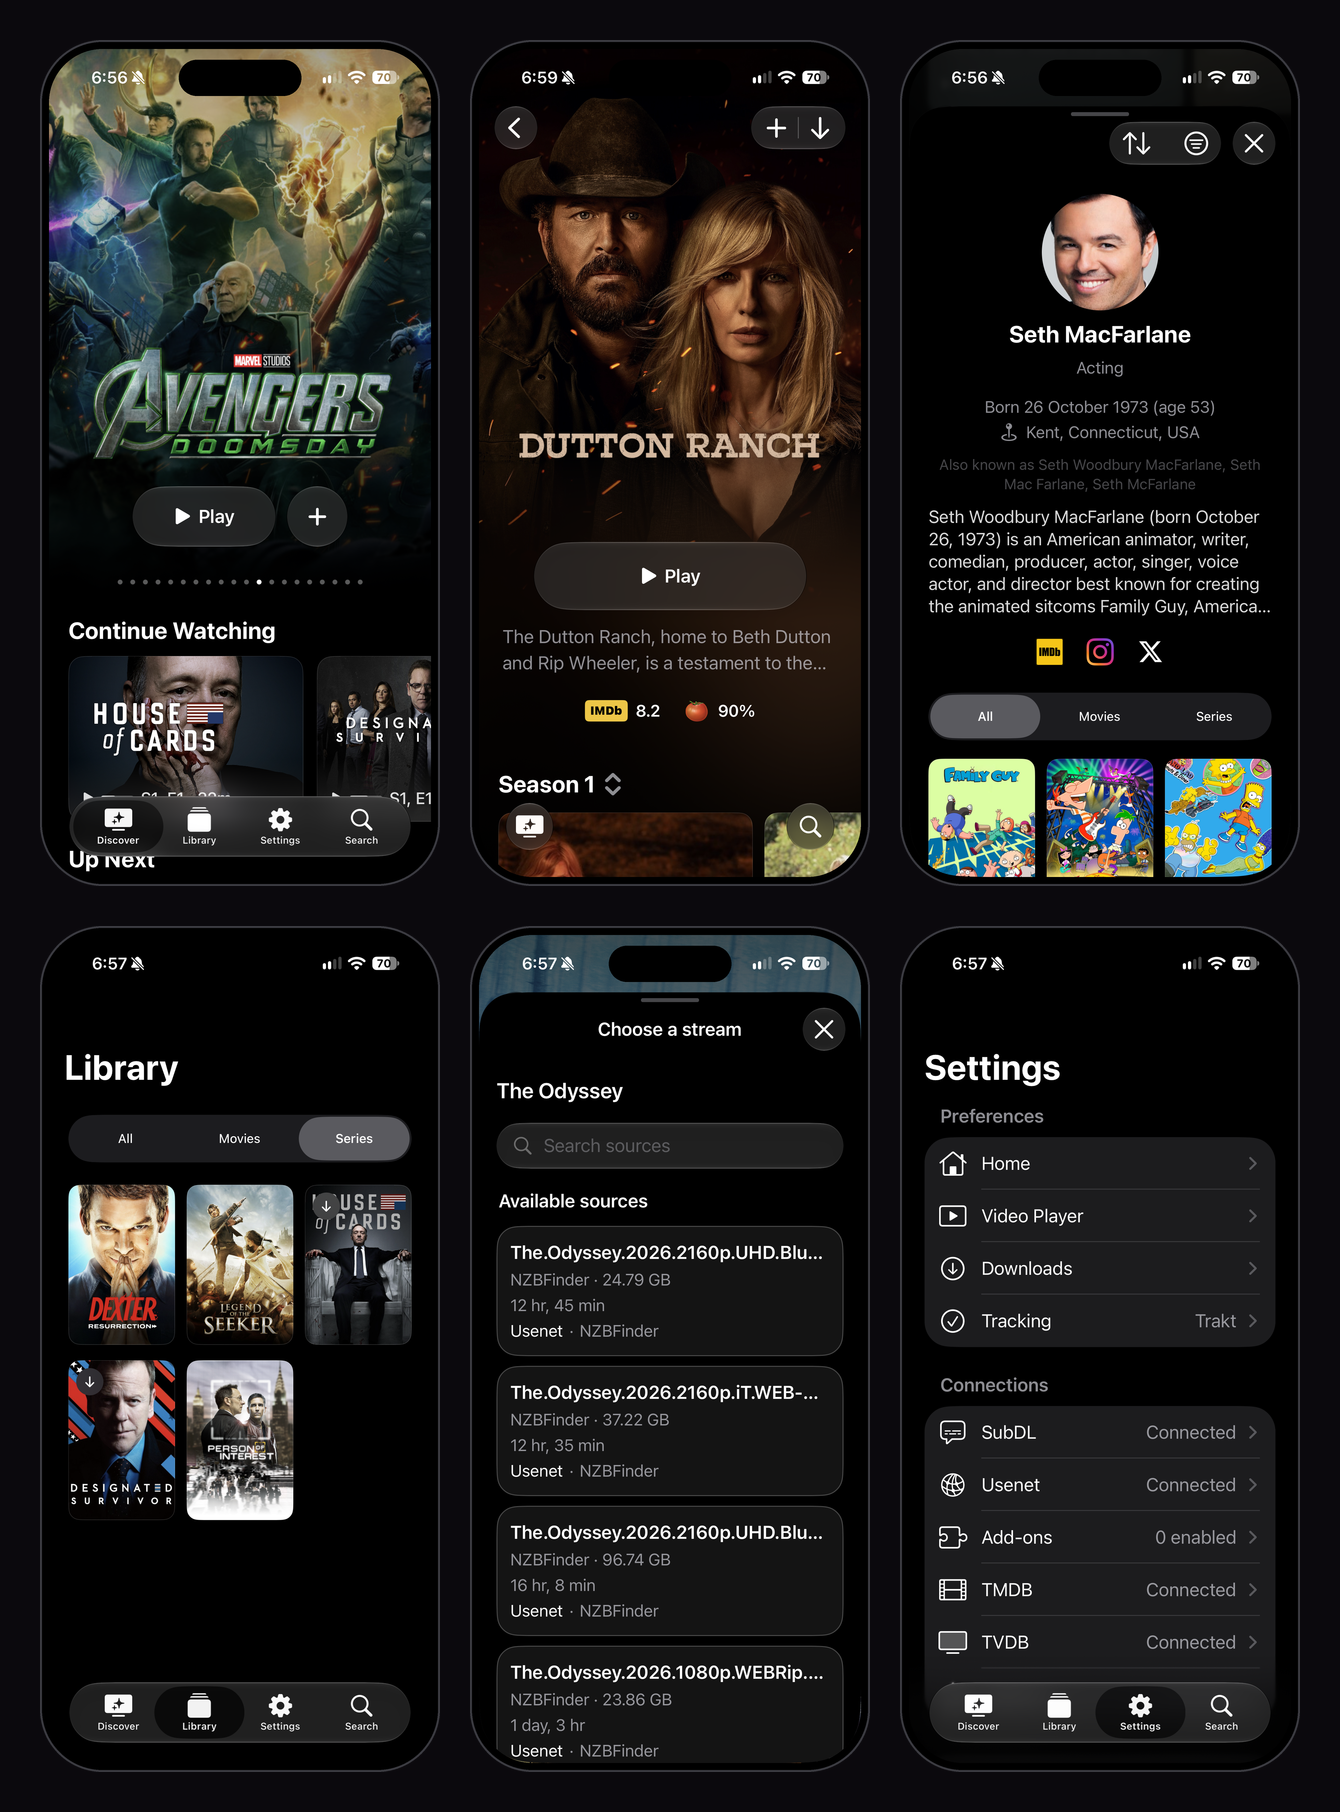 6:56
70
MARVEL STUDIOS
AVENGERS
DOOMSDAY
Play
Continue Watching
HOUSE
of CARDS
DESIGNA
SURVI
S1, E1
S1, E1
Discover
Library
Settings
Search
Up Next
6:59
70
DUTTON RANCH
Play
The Dutton Ranch, home to Beth Dutton
and Rip Wheeler, is a testament to the...
IMDb 8.2 90%
Season 1
6:56
70
Seth MacFarlane
Acting
Born 26 October 1973 (age 53)
Kent, Connecticut, USA
Also known as Seth Woodbury MacFarlane, Seth
Mac Farlane, Seth McFarlane
Seth Woodbury MacFarlane (born October
26, 1973) is an American animator, writer,
comedian, producer, actor, singer, voice
actor, and director best known for creating
the animated sitcoms Family Guy, America...
IMDb
All
Movies
Series
FAMILY GUY
6:57
70
Library
All
Movies
Series
DEXTER
RESURRECTION
LEGEND
OF THE
SEEKER
HOUSE
of CARDS
DESIGNATED
SURVIVOR
PERSON OF
INTEREST
Discover
Library
Settings
Search
6:57
70
Choose a stream
The Odyssey
Search sources
Available sources
The.Odyssey.2026.2160p.UHD.Blu...
NZBFinder · 24.79 GB
12 hr, 45 min
Usenet · NZBFinder
The.Odyssey.2026.2160p.iT.WEB-...
NZBFinder · 37.22 GB
12 hr, 35 min
Usenet · NZBFinder
The.Odyssey.2026.2160p.UHD.Blu...
NZBFinder · 96.74 GB
16 hr, 8 min
Usenet · NZBFinder
The.Odyssey.2026.1080p.WEBRip....
NZBFinder · 23.86 GB
1 day, 3 hr
Usenet · NZBFinder
6:57
70
Settings
Preferences
Home
Video Player
Downloads
Tracking Trakt
Connections
SubDL Connected
Usenet Connected
Add-ons 0 enabled
TMDB Connected
TVDB Connected
Discover
Library
Settings
Search